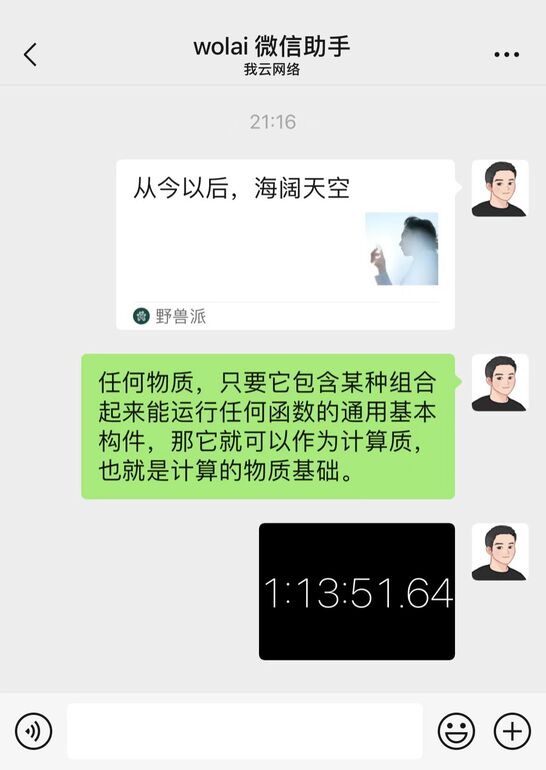 wolai 微信助手
我云网络
21:16
从今以后，海阔天空
野兽派
任何物质，只要它包含某种组合
起来能运行任何函数的通用基本
构件，那它就可以作为计算质，
也就是计算的物质基础。
1:13:51.64